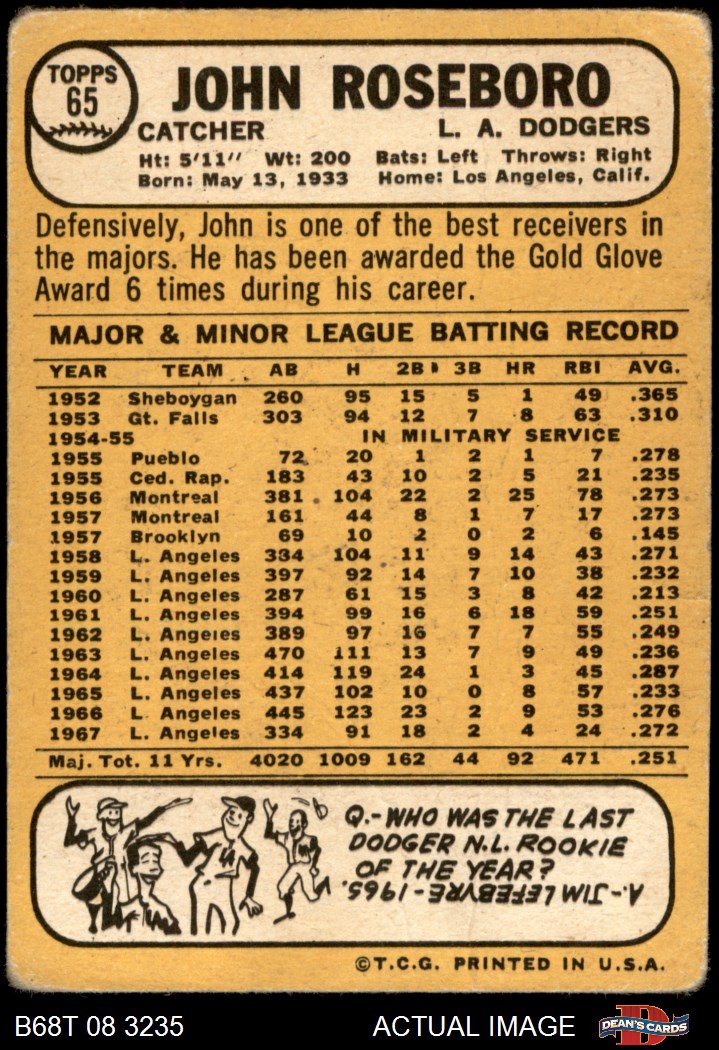 TOPPS
65
JOHN ROSEBORO
CATCHER L. A. DODGERS
Ht: 5'11" Wt: 200 Bats: Left Throws: Right
Born: May 13, 1933 Home: Los Angeles, Calif.
Defensively, John is one of the best receivers in
the majors. He has been awarded the Gold Glove
Award 6 times during his career.
MAJOR & MINOR LEAGUE BATTING RECORD
YEAR TEAM AB H 2B 3B HR RBI AVG.
1952 Sheboygan 260 95 15 5 1 49 .365
1953 Gt. Falls 303 94 12 7 8 63 .310
1954-55 IN MILITARY SERVICE
1955 Pueblo 72 20 1 2 1 7 .278
1955 Ced. Rap. 183 43 10 2 5 21 .235
1956 Montreal 381 104 22 2 25 78 .273
1957 Montreal 161 44 8 1 7 17 .273
1957 Brooklyn 69 10 2 0 2 6 .145
1958 L. Angeles 334 104 11 9 14 43 .271
1959 L. Angeles 397 92 14 7 10 38 .232
1960 L. Angeles 287 61 15 3 8 42 .213
1961 L. Angeles 394 99 16 6 18 59 .251
1962 L. Angeles 389 97 16 7 7 55 .249
1963 L. Angeles 470 111 13 7 9 49 .236
1964 L. Angeles 414 119 24 1 3 45 .287
1965 L. Angeles 437 102 10 0 8 57 .233
1966 L. Angeles 445 123 23 2 9 53 .276
1967 L. Angeles 334 91 18 2 4 24 .272
Maj. Tot. 11 Yrs. 4020 1009 162 44 92 471 .251
Q.-WHO WAS THE LAST
DODGER N.L. ROOKIE
OF THE YEAR?
A.-JIM LEFEBVRE-1965.
LA
©T.C.G. PRINTED IN U.S.A.
B68T 08 3235 ACTUAL IMAGE
D
DEAN'S CARDS